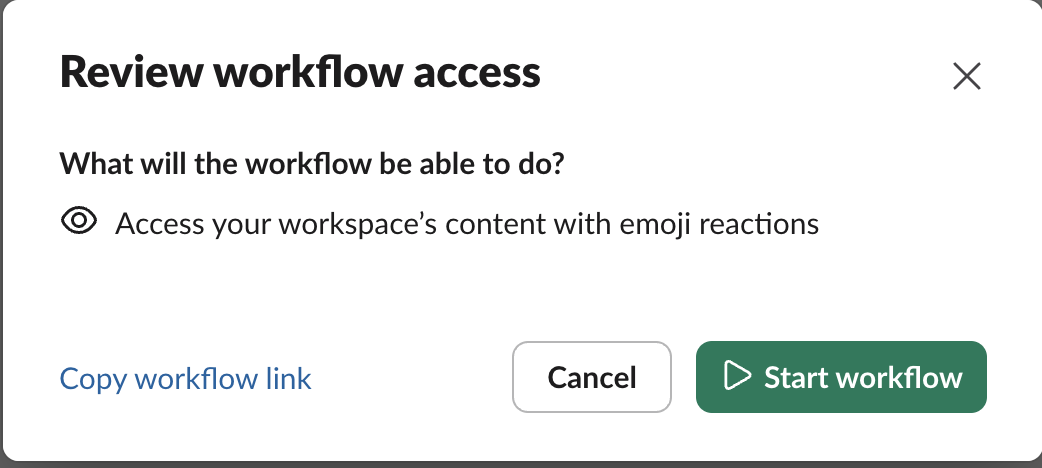 Review workflow access
What will the workflow be able to do?
Access your workspace’s content with emoji reactions
Copy workflow link
Cancel
Start workflow